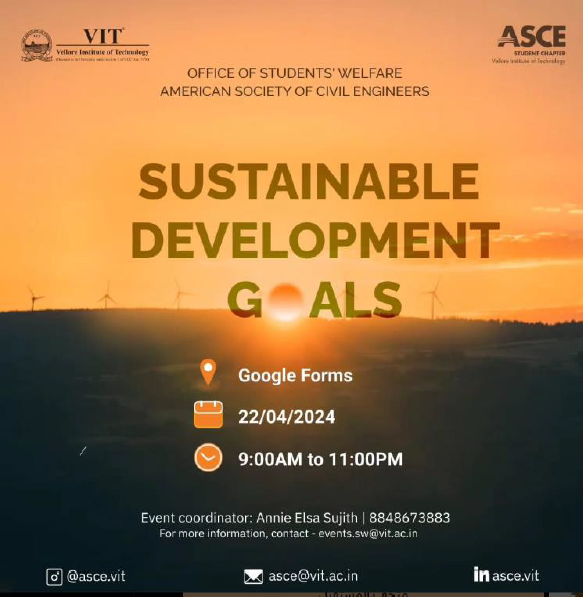 VIT
Vellore Institute of Technology
ASCE
STUDENT CHAPTER
Vellore Institute of Technology
OFFICE OF STUDENTS' WELFARE
AMERICAN SOCIETY OF CIVIL ENGINEERS
SUSTAINABLE
DEVELOPMENT
GOALS
Google Forms
22/04/2024
9:00AM to 11:00PM
Event coordinator: Annie Elsa Sujith | 8848673883
For more information, contact - events.sw@vit.ac.in
@asce.vit
asce@vit.ac.in
in asce.vit